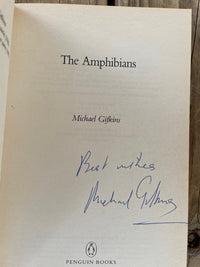 The Amphibians
Michael Gifkins
Best wishes
Michael Gifkins
PENGUIN BOOKS